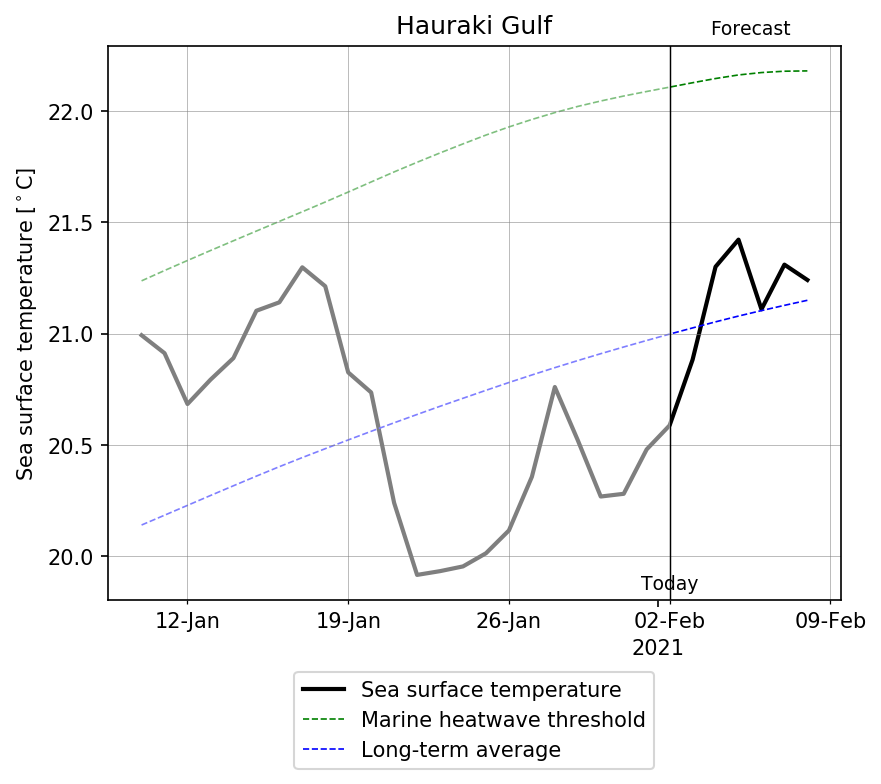 Hauraki Gulf
Forecast
Sea surface temperature [°C]
22.0
21.5
21.0
20.5
20.0
Today
12-Jan 19-Jan 26-Jan 02-Feb 09-Feb
2021
Sea surface temperature
Marine heatwave threshold
Long-term average